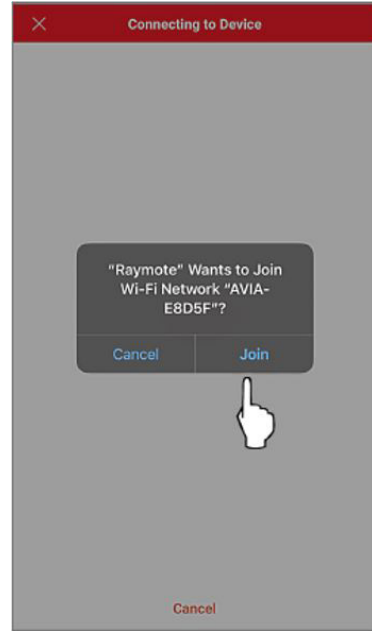 Connecting to Device
"Raymote" Wants to Join
Wi-Fi Network "AVIA-
E8D5F"?
Cancel Join
Cancel